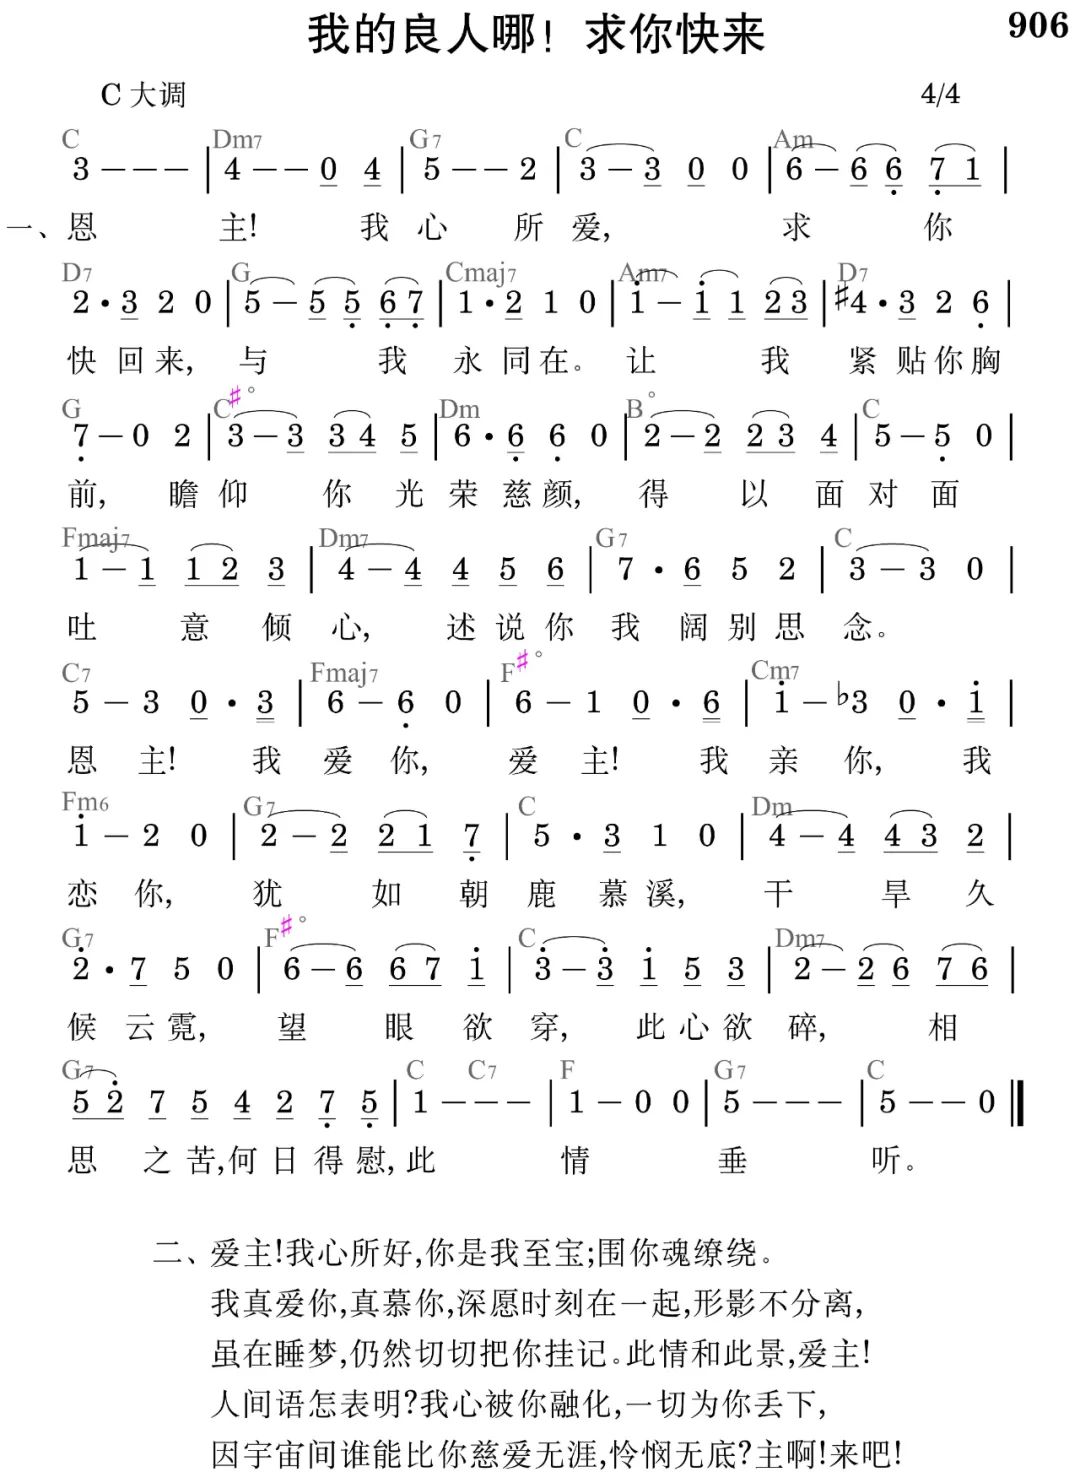 我的良人哪！求你快来 906
C 大调 4/4
C Dm7 G7 C Am
3 – – – | 4 – – 0 4 | 5 – – 2 | 3 – 3 0 0 | 6 – 6 6̣ 7̣ 1 |
一、恩 主! 我 心 所 爱, 求 你
D7 G Cmaj7 Am7 D7
2 · 3 2 0 | 5 – 5 5̣ 6̣ 7̣ | 1 · 2 1 0 | 1̇ – 1̇ 1 2 3 | ♯4 · 3 2 6̣ |
快 回 来, 与 我 永 同 在。 让 我 紧 贴 你 胸
G C♯° Dm B° C
7̣ – 0 2 | 3 – 3 3 4 5 | 6 · 6̣ 6̣ 0 | 2 – 2 2 3 4 | 5 – 5̣ 0 |
前, 瞻 仰 你 光 荣 慈 颜, 得 以 面 对 面
Fmaj7 Dm7 G7 C
1 – 1 1 2 3 | 4 – 4 4 5 6 | 7 · 6 5 2 | 3 – 3 0 |
吐 意 倾 心, 述 说 你 我 阔 别 思 念。
C7 Fmaj7 F♯° Cm7
5 – 3 0 · 3 | 6 – 6̣ 0 | 6 – 1 0 · 6 | 1̇ – ♭3 0 · 1̇ |
恩 主! 我 爱 你, 爱 主! 我 亲 你, 我
Fm6 G7 C Dm
1̇ – 2 0 | 2 – 2 2 1 7̣ | 5 · 3 1 0 | 4 – 4 4 3 2 |
恋 你, 犹 如 朝 鹿 慕 溪, 干 旱 久
G7 F♯° C Dm7
2̇ · 7 5 0 | 6 – 6 6 7 1̇ | 3̇ – 3̇ 1̇ 5 3 | 2 – 2 6 7 6 |
候 云 霓, 望 眼 欲 穿, 此 心 欲 碎, 相
G7 C C7 F G7 C
5 2̇ 7 5 4 2 7̣ 5̣ | 1 – – – | 1 – 0 0 | 5 – – – | 5 – – 0 ‖
思 之 苦,何 日 得 慰, 此 情 垂 听。
二、爱主!我心所好,你是我至宝;围你魂缭绕。
我真爱你,真慕你,深愿时刻在一起,形影不分离,
虽在睡梦,仍然切切把你挂记。此情和此景,爱主!
人间语怎表明?我心被你融化,一切为你丢下,
因宇宙间谁能比你慈爱无涯,怜悯无底?主啊!来吧!